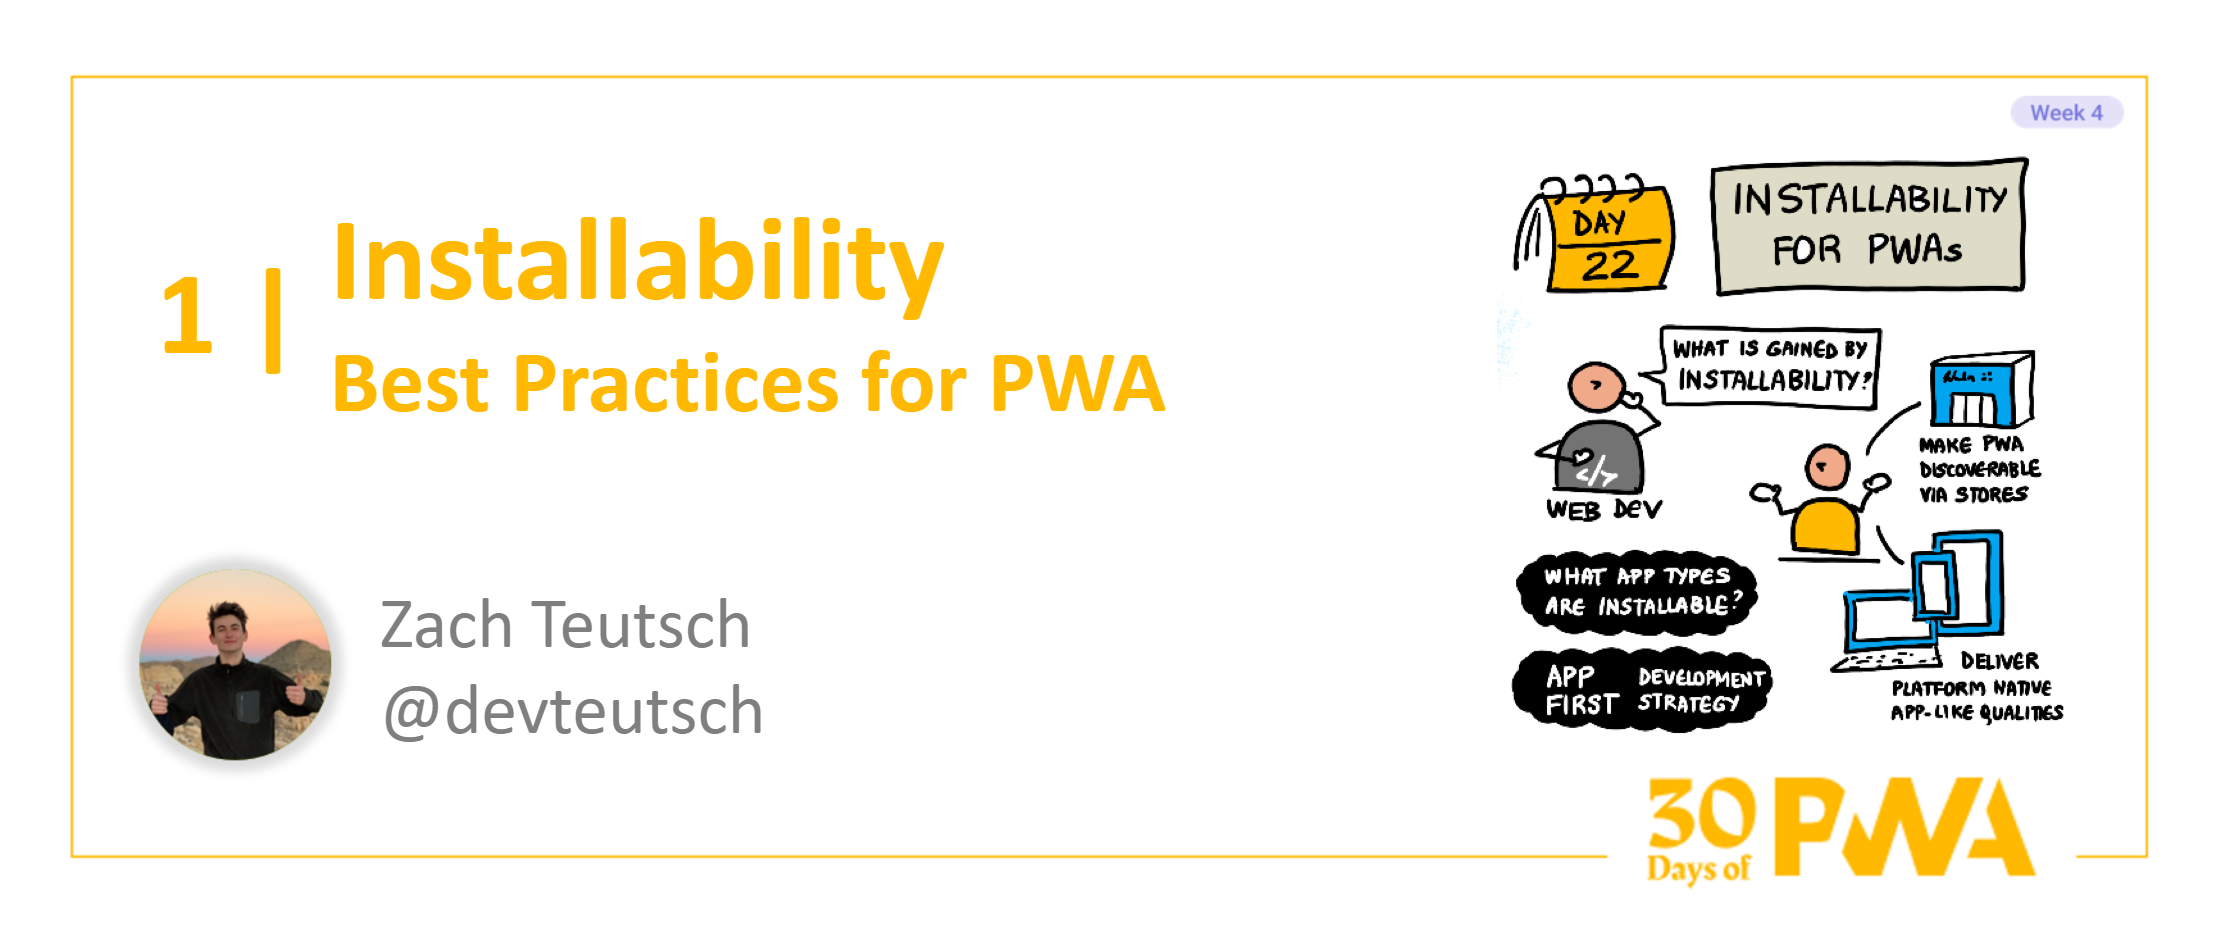 Week 4
1 |
Installability
Best Practices for PWA
Zach Teutsch
@devteutsch
DAY
22
INSTALLABILITY
FOR PWAs
WHAT IS GAINED BY
INSTALLABILITY?
</>
WEB DEV
MAKE PWA
DISCOVERABLE
VIA STORES
WHAT APP TYPES
ARE INSTALLABLE?
APP DEVELOPMENT
FIRST STRATEGY
DELIVER
PLATFORM NATIVE
APP-LIKE QUALITIES
30
Days of
PWA